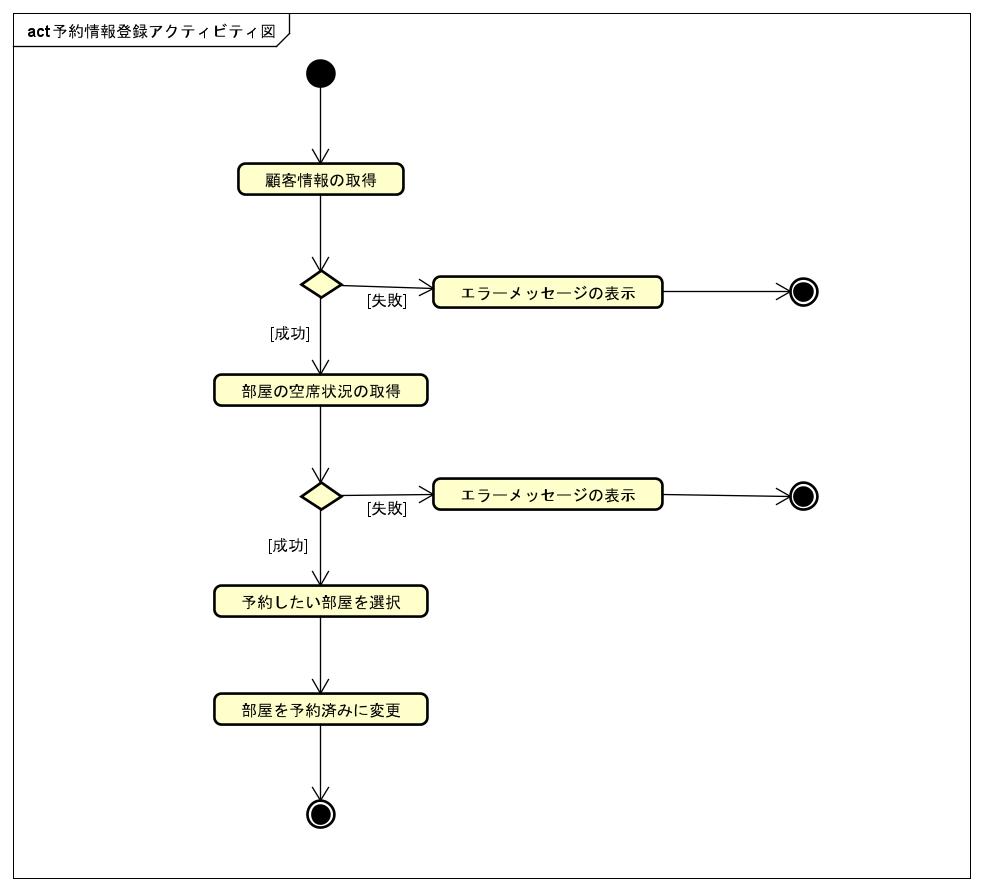 act 予約情報登録アクティビティ図
顧客情報の取得
[失敗]
エラーメッセージの表示
[成功]
部屋の空席状況の取得
[失敗]
エラーメッセージの表示
[成功]
予約したい部屋を選択
部屋を予約済みに変更